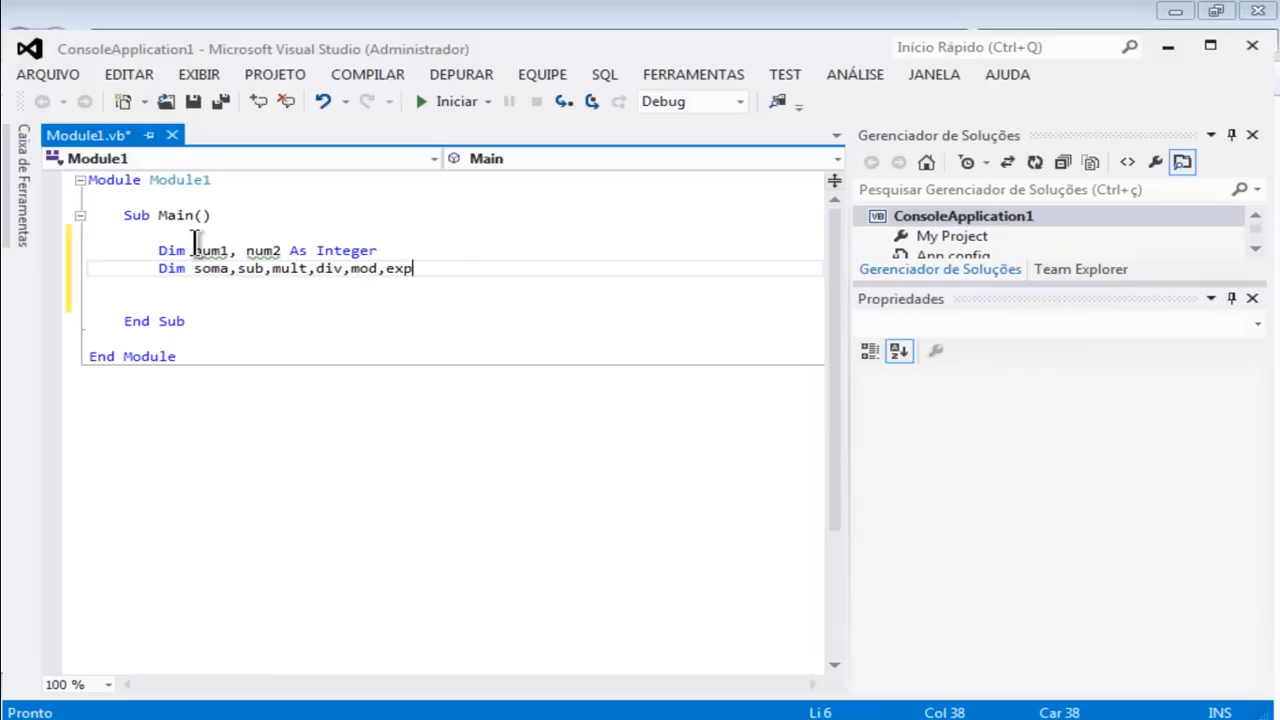 ConsoleApplication1 - Microsoft Visual Studio (Administrador)
Início Rápido (Ctrl+Q)
ARQUIVO EDITAR EXIBIR PROJETO COMPILAR DEPURAR EQUIPE SQL FERRAMENTAS TEST ANÁLISE JANELA AJUDA
Iniciar Debug
Caixa de Ferramentas
Module1.vb*
Module1 Main
Module Module1
Sub Main()
Dim num1, num2 As Integer
Dim soma,sub,mult,div,mod,exp
End Sub
End Module
100 %
Gerenciador de Soluções
Pesquisar Gerenciador de Soluções (Ctrl+ç)
VB ConsoleApplication1
My Project
App.config
Gerenciador de Soluções Team Explorer
Propriedades
Pronto Li 6 Col 38 Car 38 INS